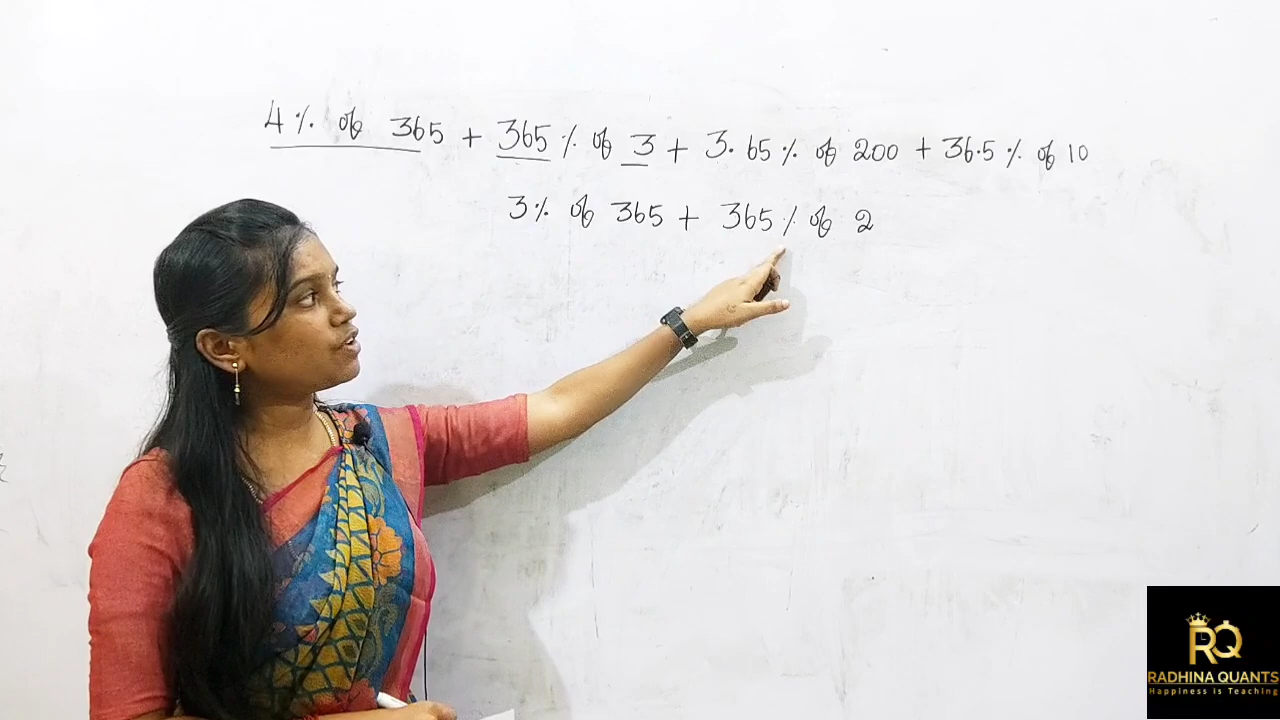 4% of 365 + 365% of 3 + 3.65% of 200 + 36.5% of 10
3% of 365 + 365% of 2
RQ
RADHINA QUANTS
Happiness is Teaching